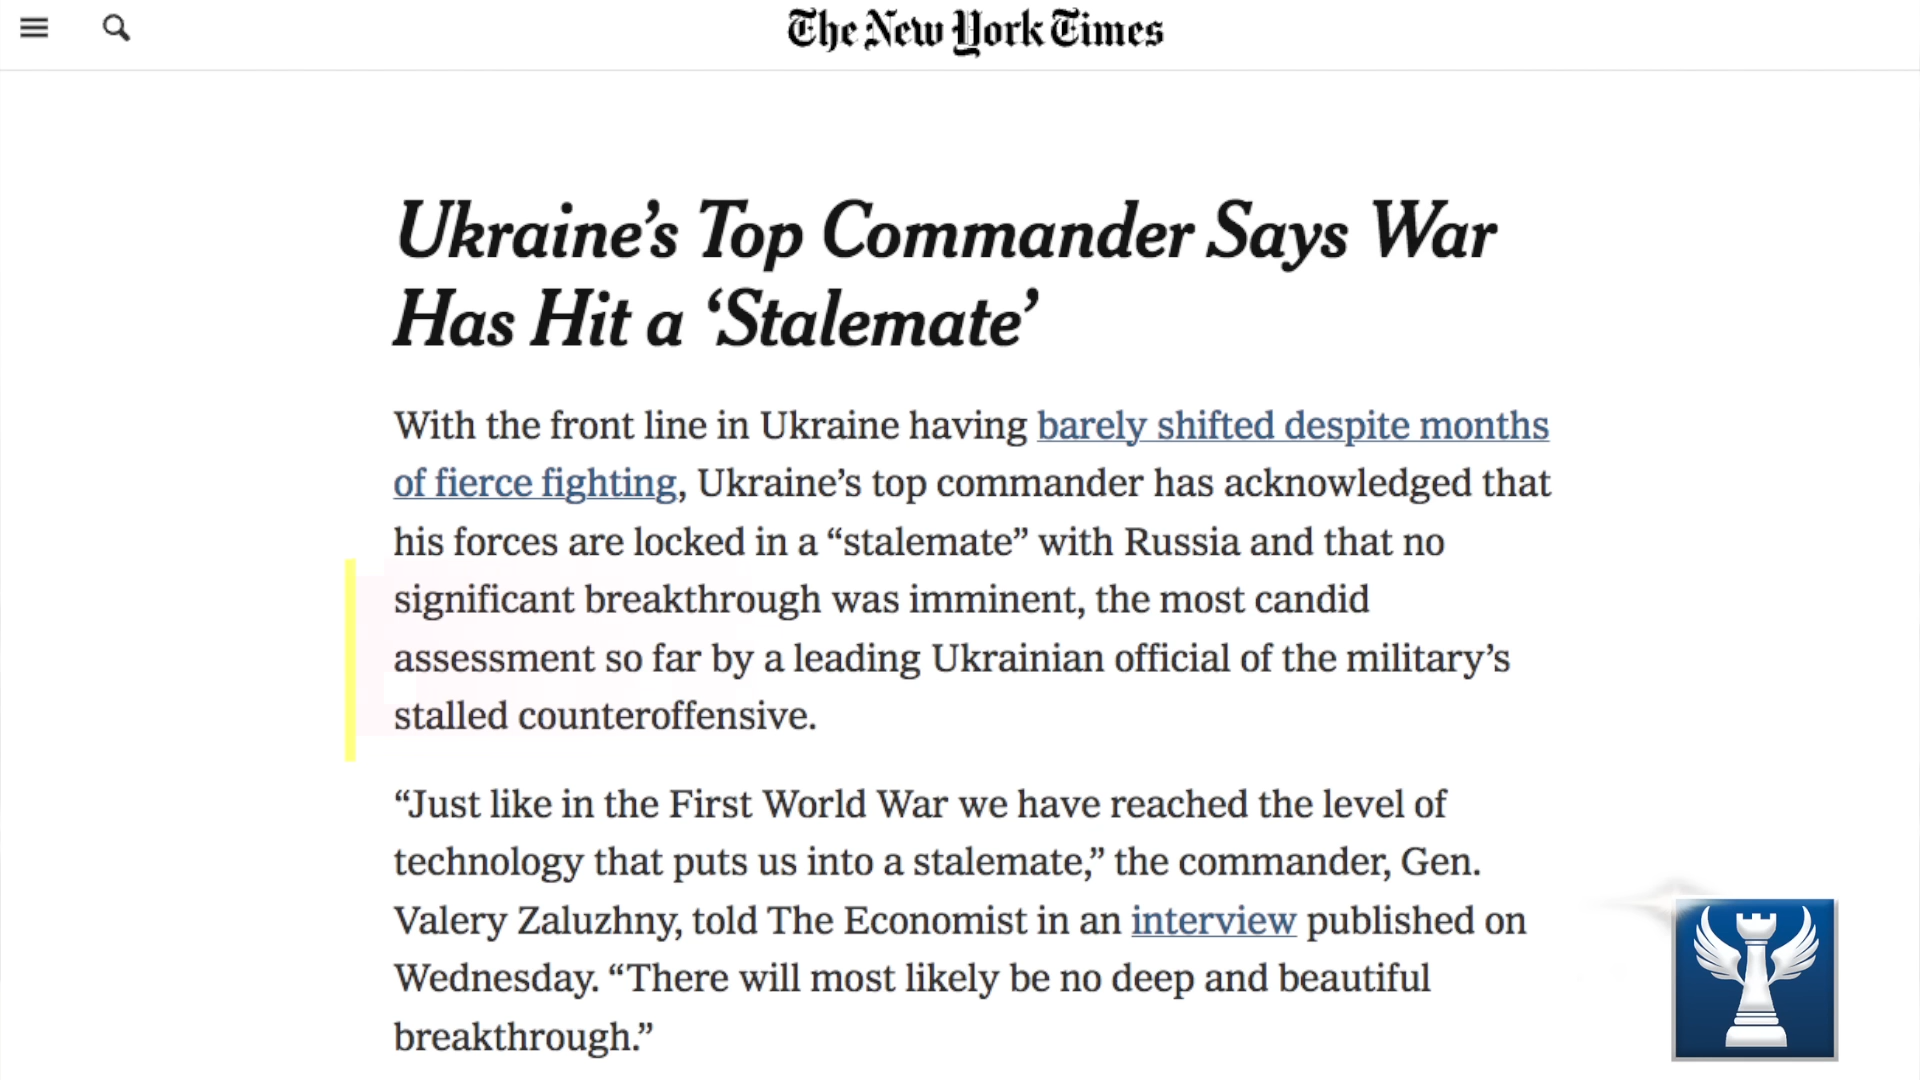 The New York Times
Ukraine’s Top Commander Says War
Has Hit a ‘Stalemate’
With the front line in Ukraine having barely shifted despite months
of fierce fighting, Ukraine’s top commander has acknowledged that
his forces are locked in a “stalemate” with Russia and that no
significant breakthrough was imminent, the most candid
assessment so far by a leading Ukrainian official of the military’s
stalled counteroffensive.
“Just like in the First World War we have reached the level of
technology that puts us into a stalemate,” the commander, Gen.
Valery Zaluzhny, told The Economist in an interview published on
Wednesday. “There will most likely be no deep and beautiful
breakthrough.”